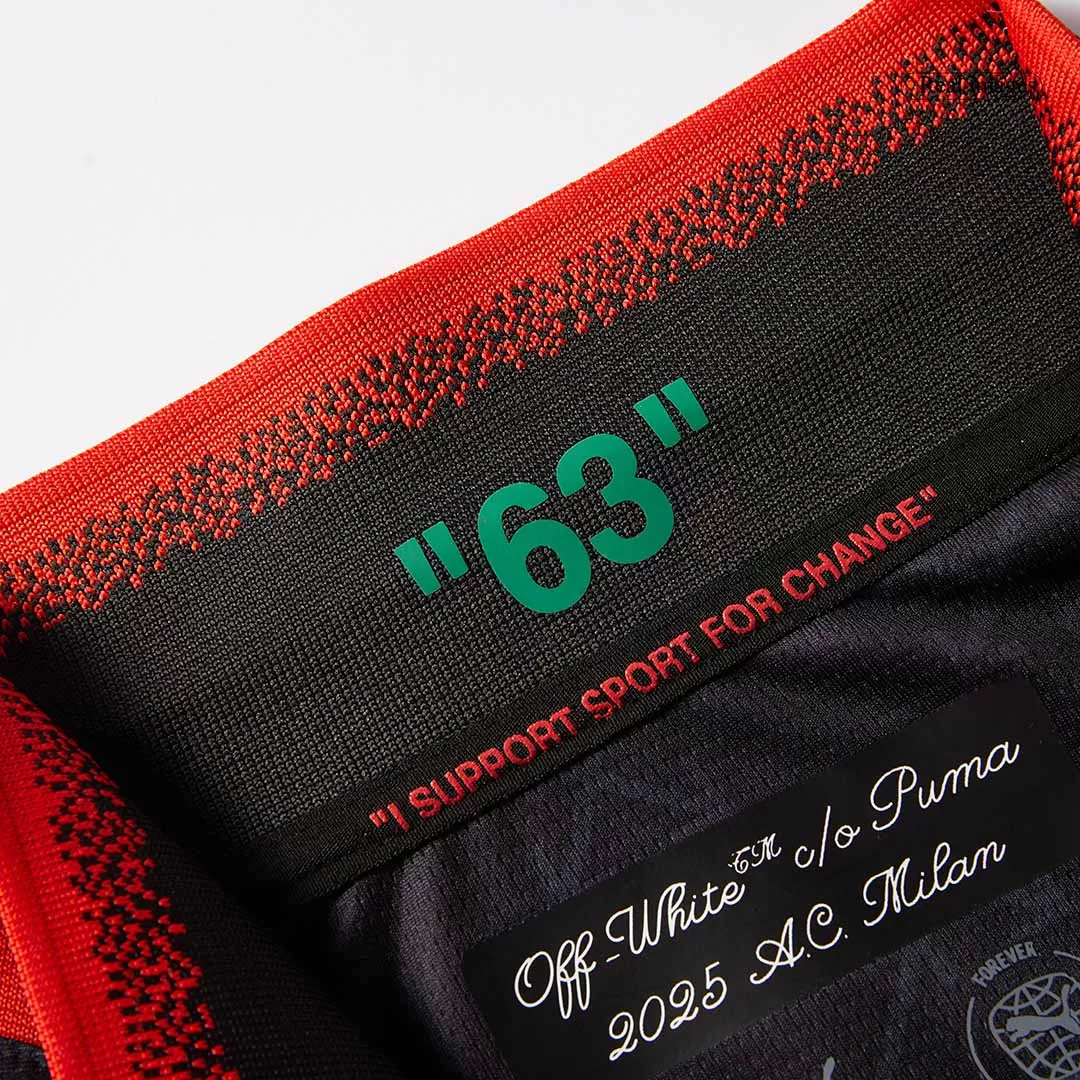 "63"
"I SUPPORT SPORT FOR CHANGE"
Off-White™ c/o Puma
2025 A.C. Milan
FOREVER